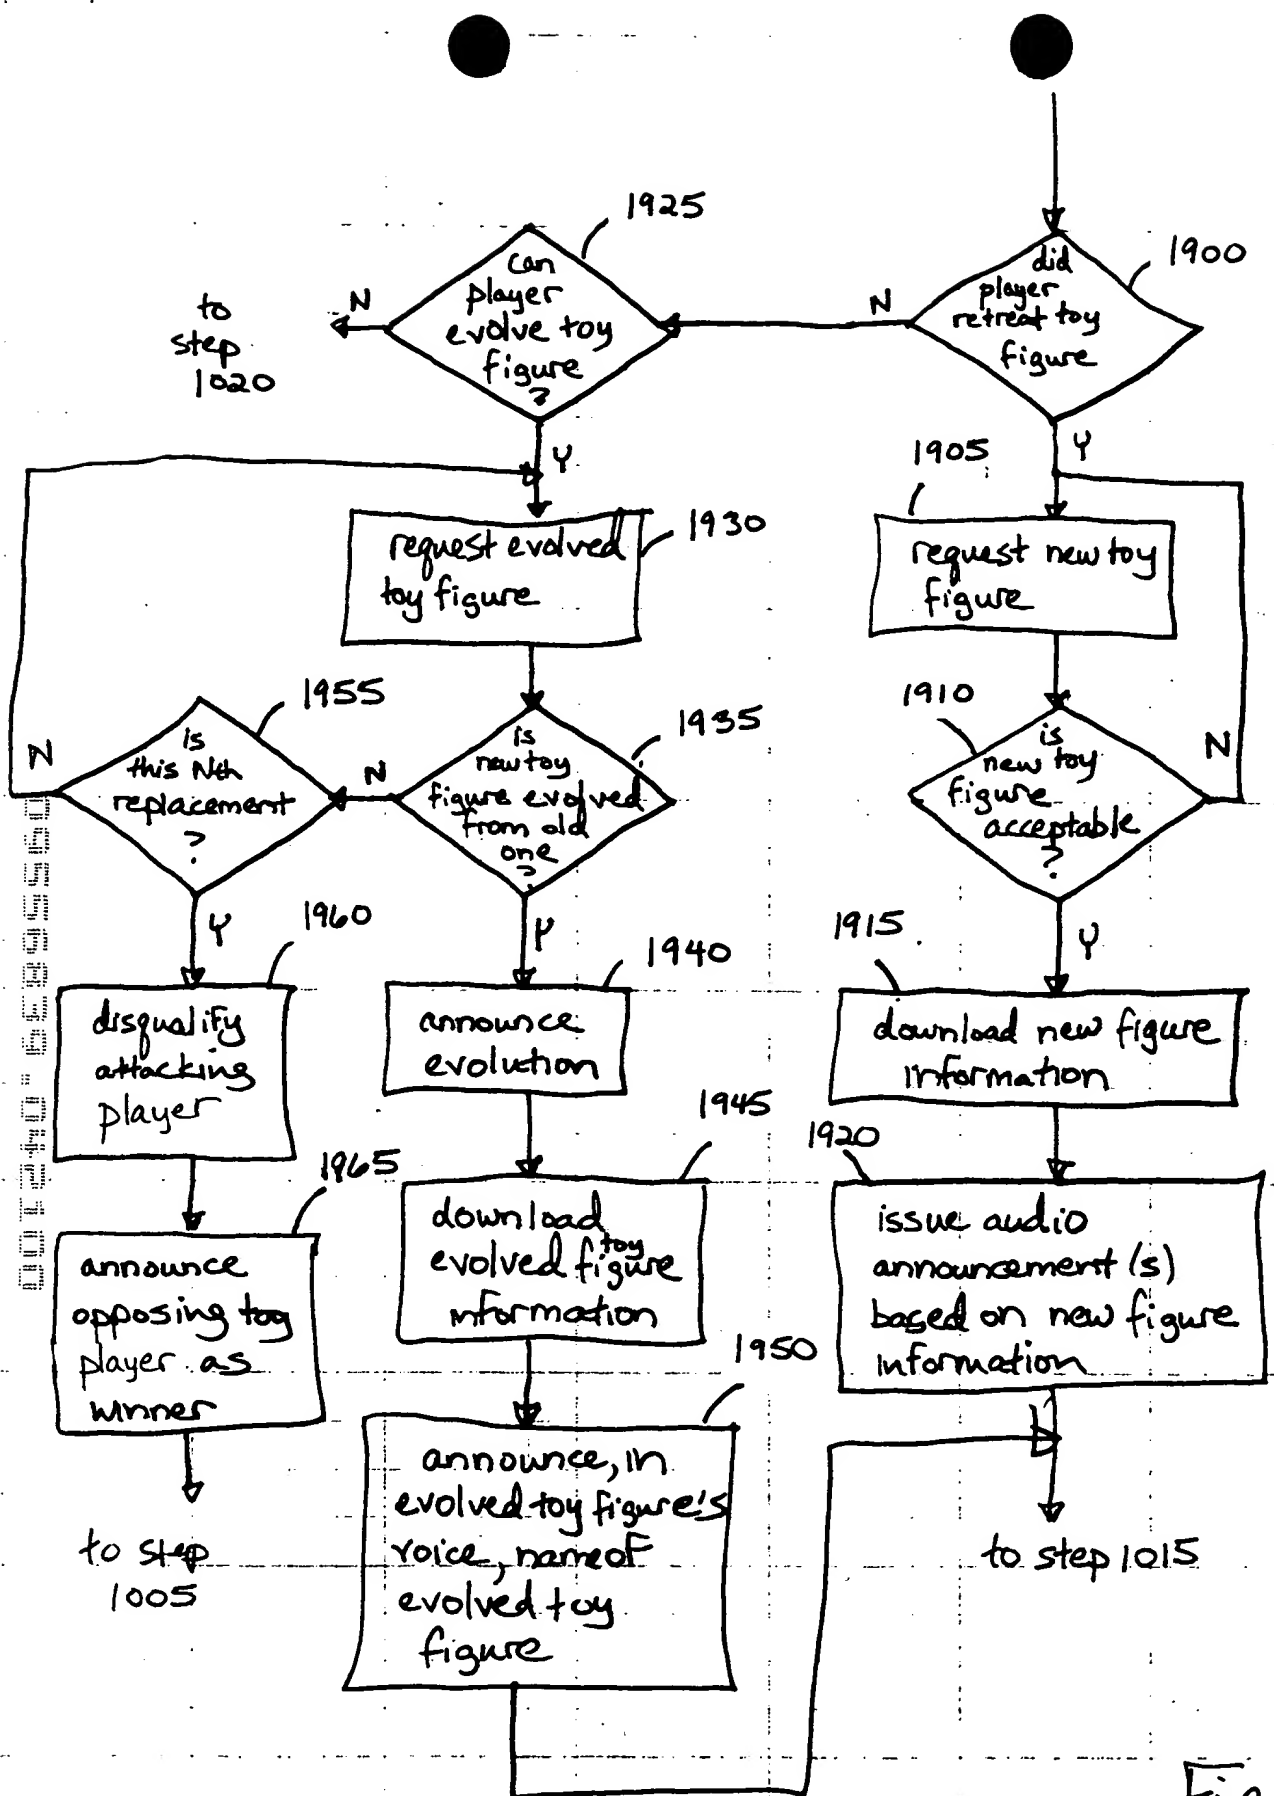 1925
can
player
evolve toy
figure
?
N
to
step
1020
Y
1900
did
player
retreat toy
figure
N
Y
1905
request new toy
figure
1910
is
new toy
figure
acceptable
?
N
Y
1915
download new figure
information
1920
issue audio
announcement(s)
based on new figure
information
to step 1015
1930
request evolved
toy figure
1935
is
new toy
figure evolved
from old
one
?
N
Y
1940
announce
evolution
1945
download
toy
evolved figure
information
1950
announce, in
evolved toy figure's
voice, name of
evolved toy
figure
1955
is
this Nth
replacement
?
N
Y
1960
disqualify
attacking
player
1965
announce
opposing toy
player as
winner
to step
1005
09556839.042100
Fig